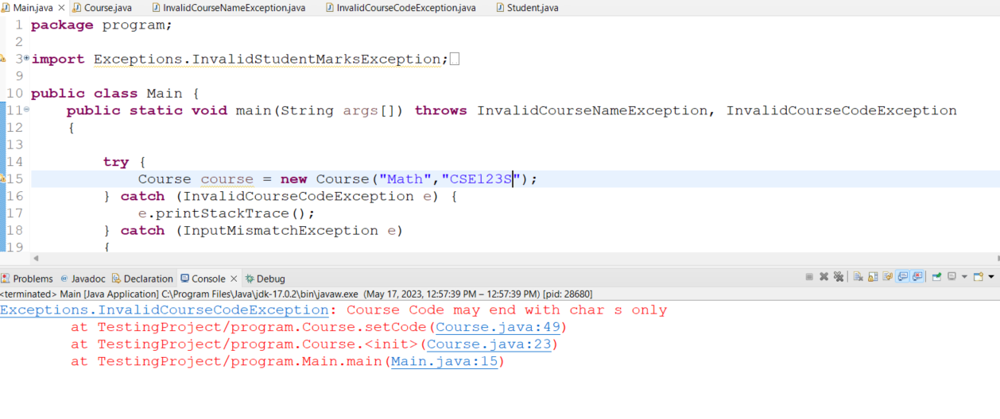 Main.java Course.java InvalidCourseNameException.java InvalidCourseCodeException.java Student.java
1 package program;
2
3 import Exceptions.InvalidStudentMarksException;
9
10 public class Main {
11 public static void main(String args[]) throws InvalidCourseNameException, InvalidCourseCodeException
12 {
13
14 try {
15 Course course = new Course("Math","CSE123S");
16 } catch (InvalidCourseCodeException e) {
17 e.printStackTrace();
18 } catch (InputMismatchException e)
19 {
Problems Javadoc Declaration Console Debug
<terminated> Main [Java Application] C:\Program Files\Java\jdk-17.0.2\bin\javaw.exe (May 17, 2023, 12:57:39 PM – 12:57:39 PM) [pid: 28680]
Exceptions.InvalidCourseCodeException: Course Code may end with char s only
at TestingProject/program.Course.setCode(Course.java:49)
at TestingProject/program.Course.<init>(Course.java:23)
at TestingProject/program.Main.main(Main.java:15)